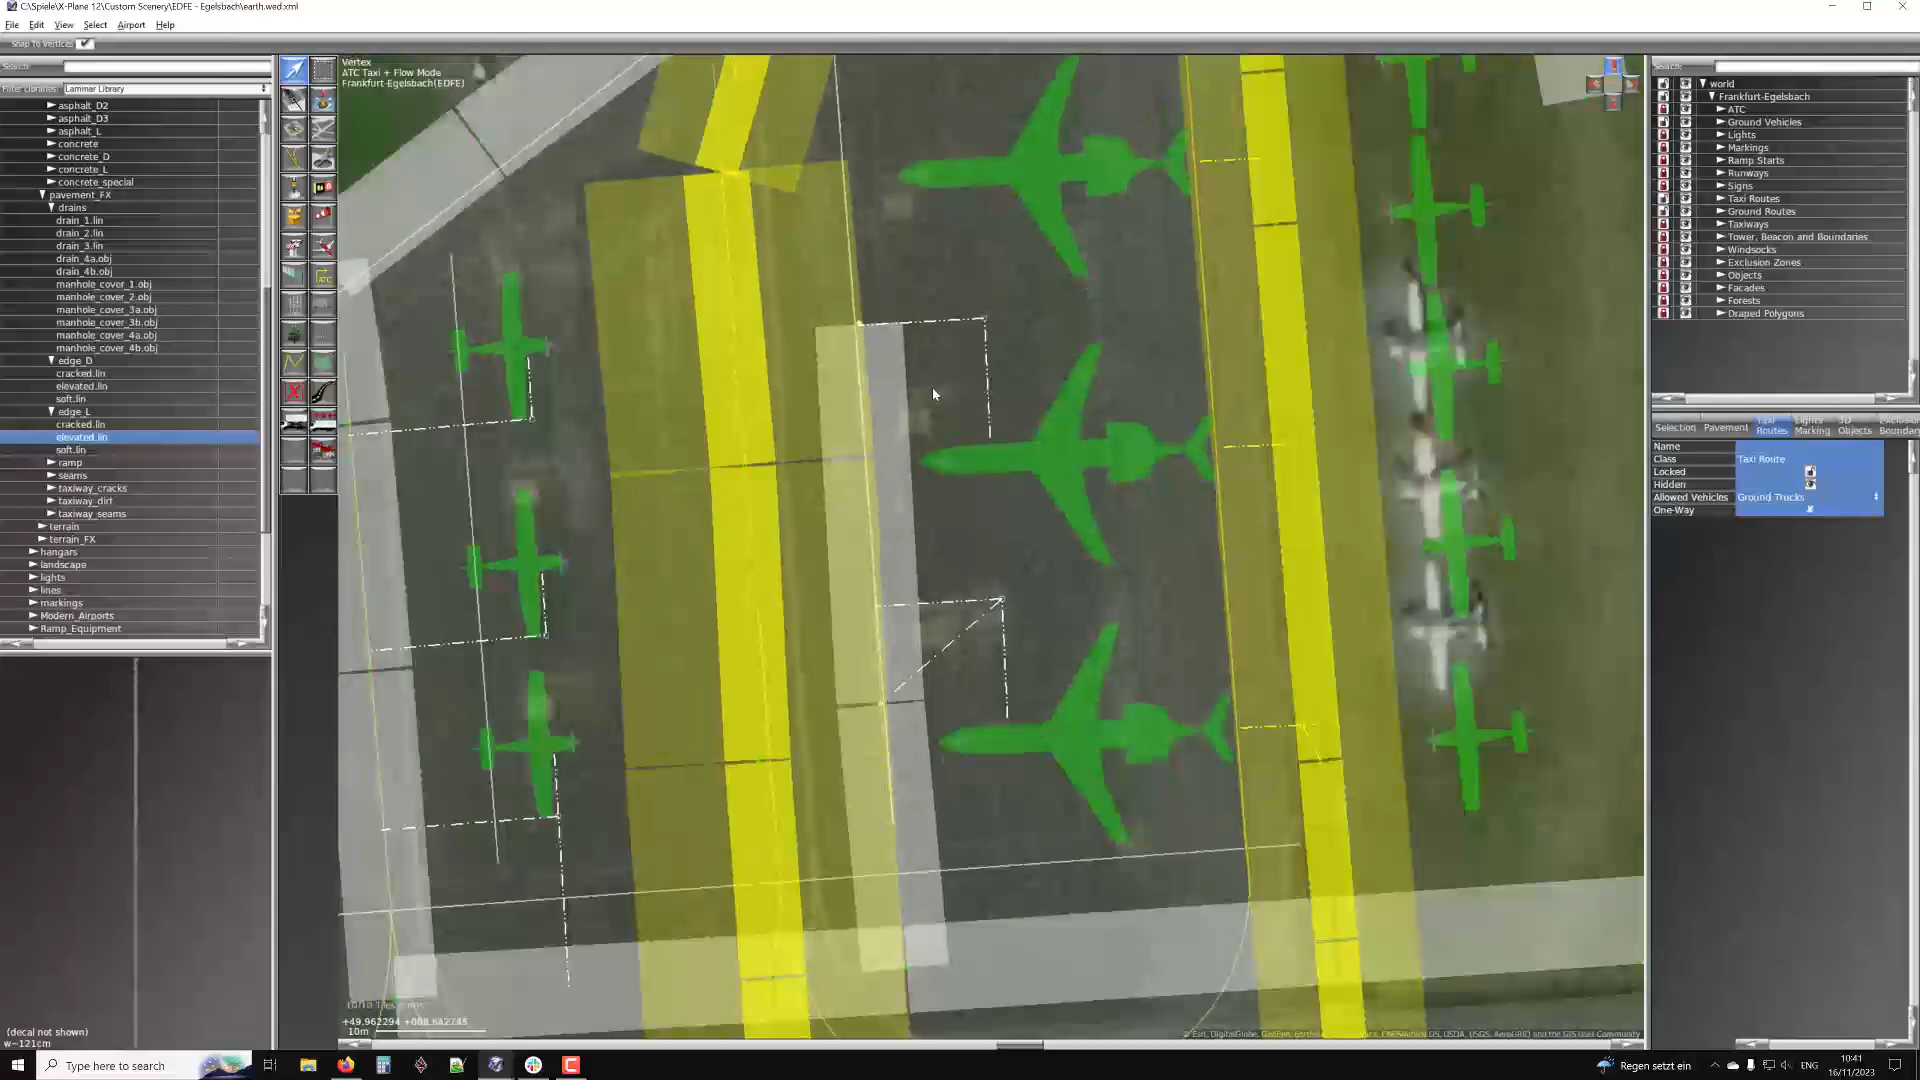 C:\Spiele\X-Plane 12\Custom Scenery\EDFE - Egelsbach\earth.wed.xml
File Edit View Select Airport Help
Snap To Vertices
Search:
Filter Libraries: Laminar Library
asphalt_D2
asphalt_D3
asphalt_L
concrete
concrete_D
concrete_L
concrete_special
pavement_FX
drains
drain_1.lin
drain_2.lin
drain_3.lin
drain_4a.obj
drain_4b.obj
manhole_cover_1.obj
manhole_cover_2.obj
manhole_cover_3a.obj
manhole_cover_3b.obj
manhole_cover_4a.obj
manhole_cover_4b.obj
edge_D
cracked.lin
elevated.lin
soft.lin
edge_L
cracked.lin
elevated.lin
soft.lin
ramp
seams
taxiway_cracks
taxiway_dirt
taxiway_seams
terrain
terrain_FX
hangars
landscape
lights
lines
markings
Modern_Airports
Ramp_Equipment
(decal not shown)
w~121cm
ATC
Vertex
ATC Taxi + Flow Mode
Frankfurt-Egelsbach(EDFE)
10m
Search:
world
Frankfurt-Egelsbach
ATC
Ground Vehicles
Lights
Markings
Ramp Starts
Runways
Signs
Taxi Routes
Ground Routes
Taxiways
Tower, Beacon and Boundaries
Windsocks
Exclusion Zones
Objects
Facades
Forests
Draped Polygons
Selection Pavement Taxi Routes Lights Marking 3D Objects Exclusion Boundar
Name
Class Taxi Route
Locked
Hidden
Allowed Vehicles Ground Trucks
One-Way
Type here to search
Regen setzt ein
ENG
10:41
16/11/2023